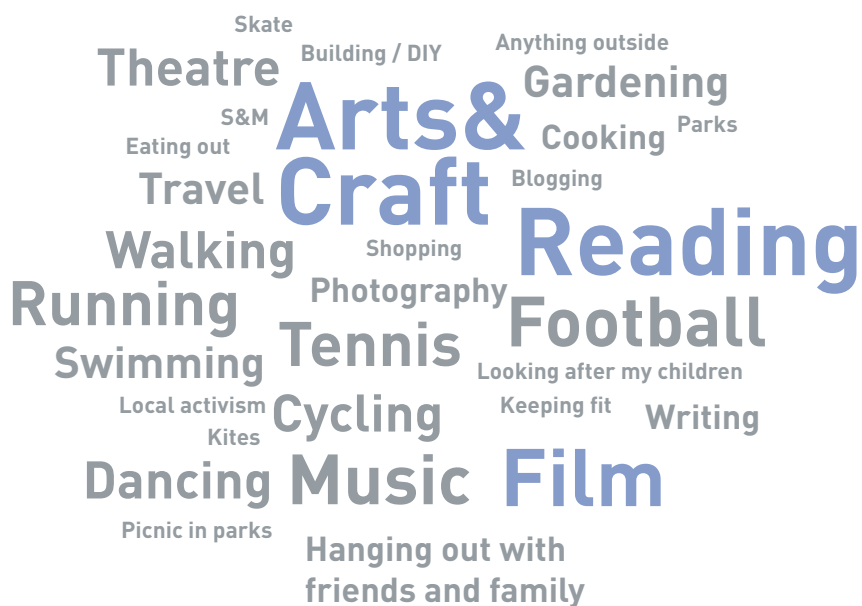 Skate
Building / DIY
Anything outside
Theatre
Gardening
S&M
Arts&
Craft
Cooking
Parks
Eating out
Travel
Blogging
Walking
Shopping
Reading
Running
Photography
Football
Tennis
Swimming
Looking after my children
Local activism
Cycling
Keeping fit
Writing
Kites
Dancing
Music
Film
Picnic in parks
Hanging out with
friends and family